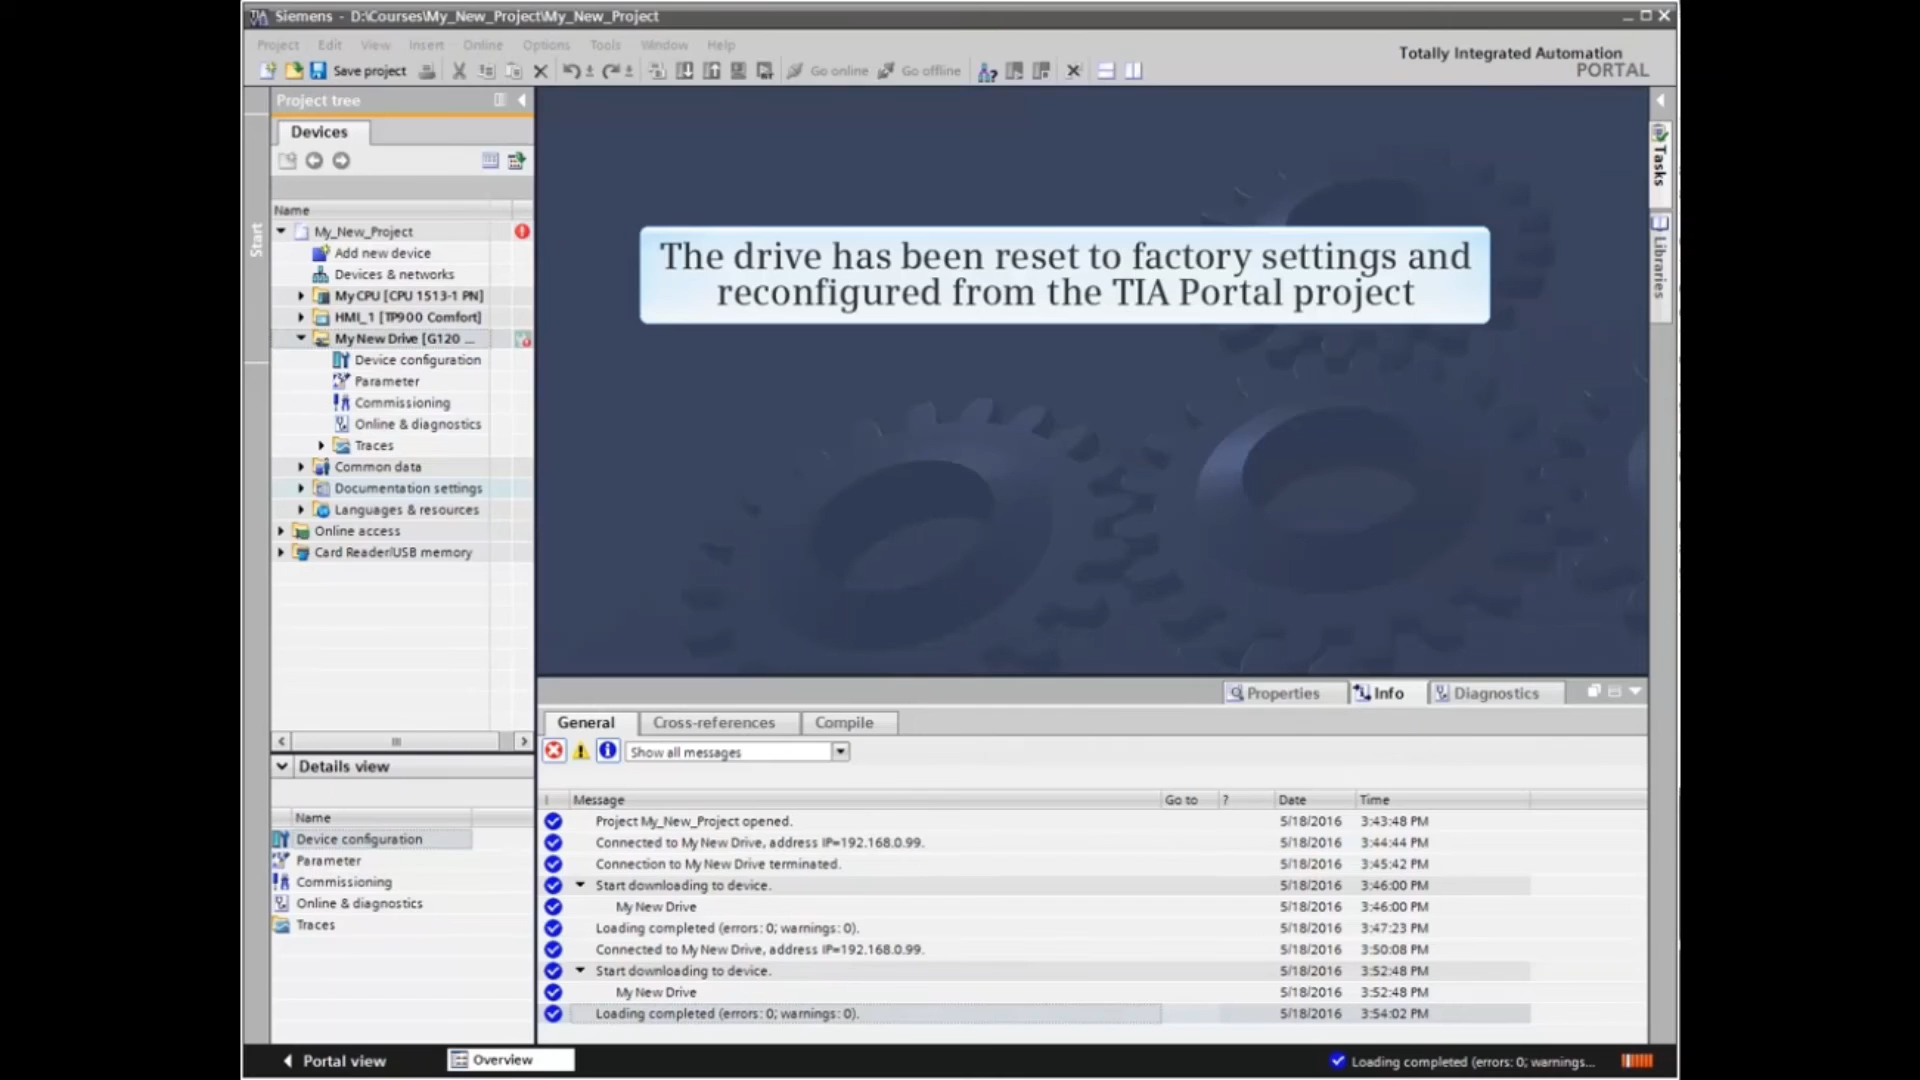 Siemens - D:\Courses\My_New_Project\My_New_Project
Project Edit View Insert Online Options Tools Window Help
Totally Integrated Automation
PORTAL
Save project Go online Go offline
Project tree
Devices
Start
Name
My_New_Project
Add new device
Devices & networks
My CPU [CPU 1513-1 PN]
HMI_1 [TP900 Comfort]
My New Drive [G120 ...
Device configuration
Parameter
Commissioning
Online & diagnostics
Traces
Common data
Documentation settings
Languages & resources
Online access
Card Reader/USB memory
The drive has been reset to factory settings and
reconfigured from the TIA Portal project
Tasks
Libraries
Details view
Name
Device configuration
Parameter
Commissioning
Online & diagnostics
Traces
Properties Info Diagnostics
General Cross-references Compile
Show all messages
! Message Go to ? Date Time
Project My_New_Project opened. 5/18/2016 3:43:48 PM
Connected to My New Drive, address IP=192.168.0.99. 5/18/2016 3:44:44 PM
Connection to My New Drive terminated. 5/18/2016 3:45:42 PM
Start downloading to device. 5/18/2016 3:46:00 PM
My New Drive 5/18/2016 3:46:00 PM
Loading completed (errors: 0; warnings: 0). 5/18/2016 3:47:23 PM
Connected to My New Drive, address IP=192.168.0.99. 5/18/2016 3:50:08 PM
Start downloading to device. 5/18/2016 3:52:48 PM
My New Drive 5/18/2016 3:52:48 PM
Loading completed (errors: 0; warnings: 0). 5/18/2016 3:54:02 PM
Portal view Overview
Loading completed (errors: 0; warnings...